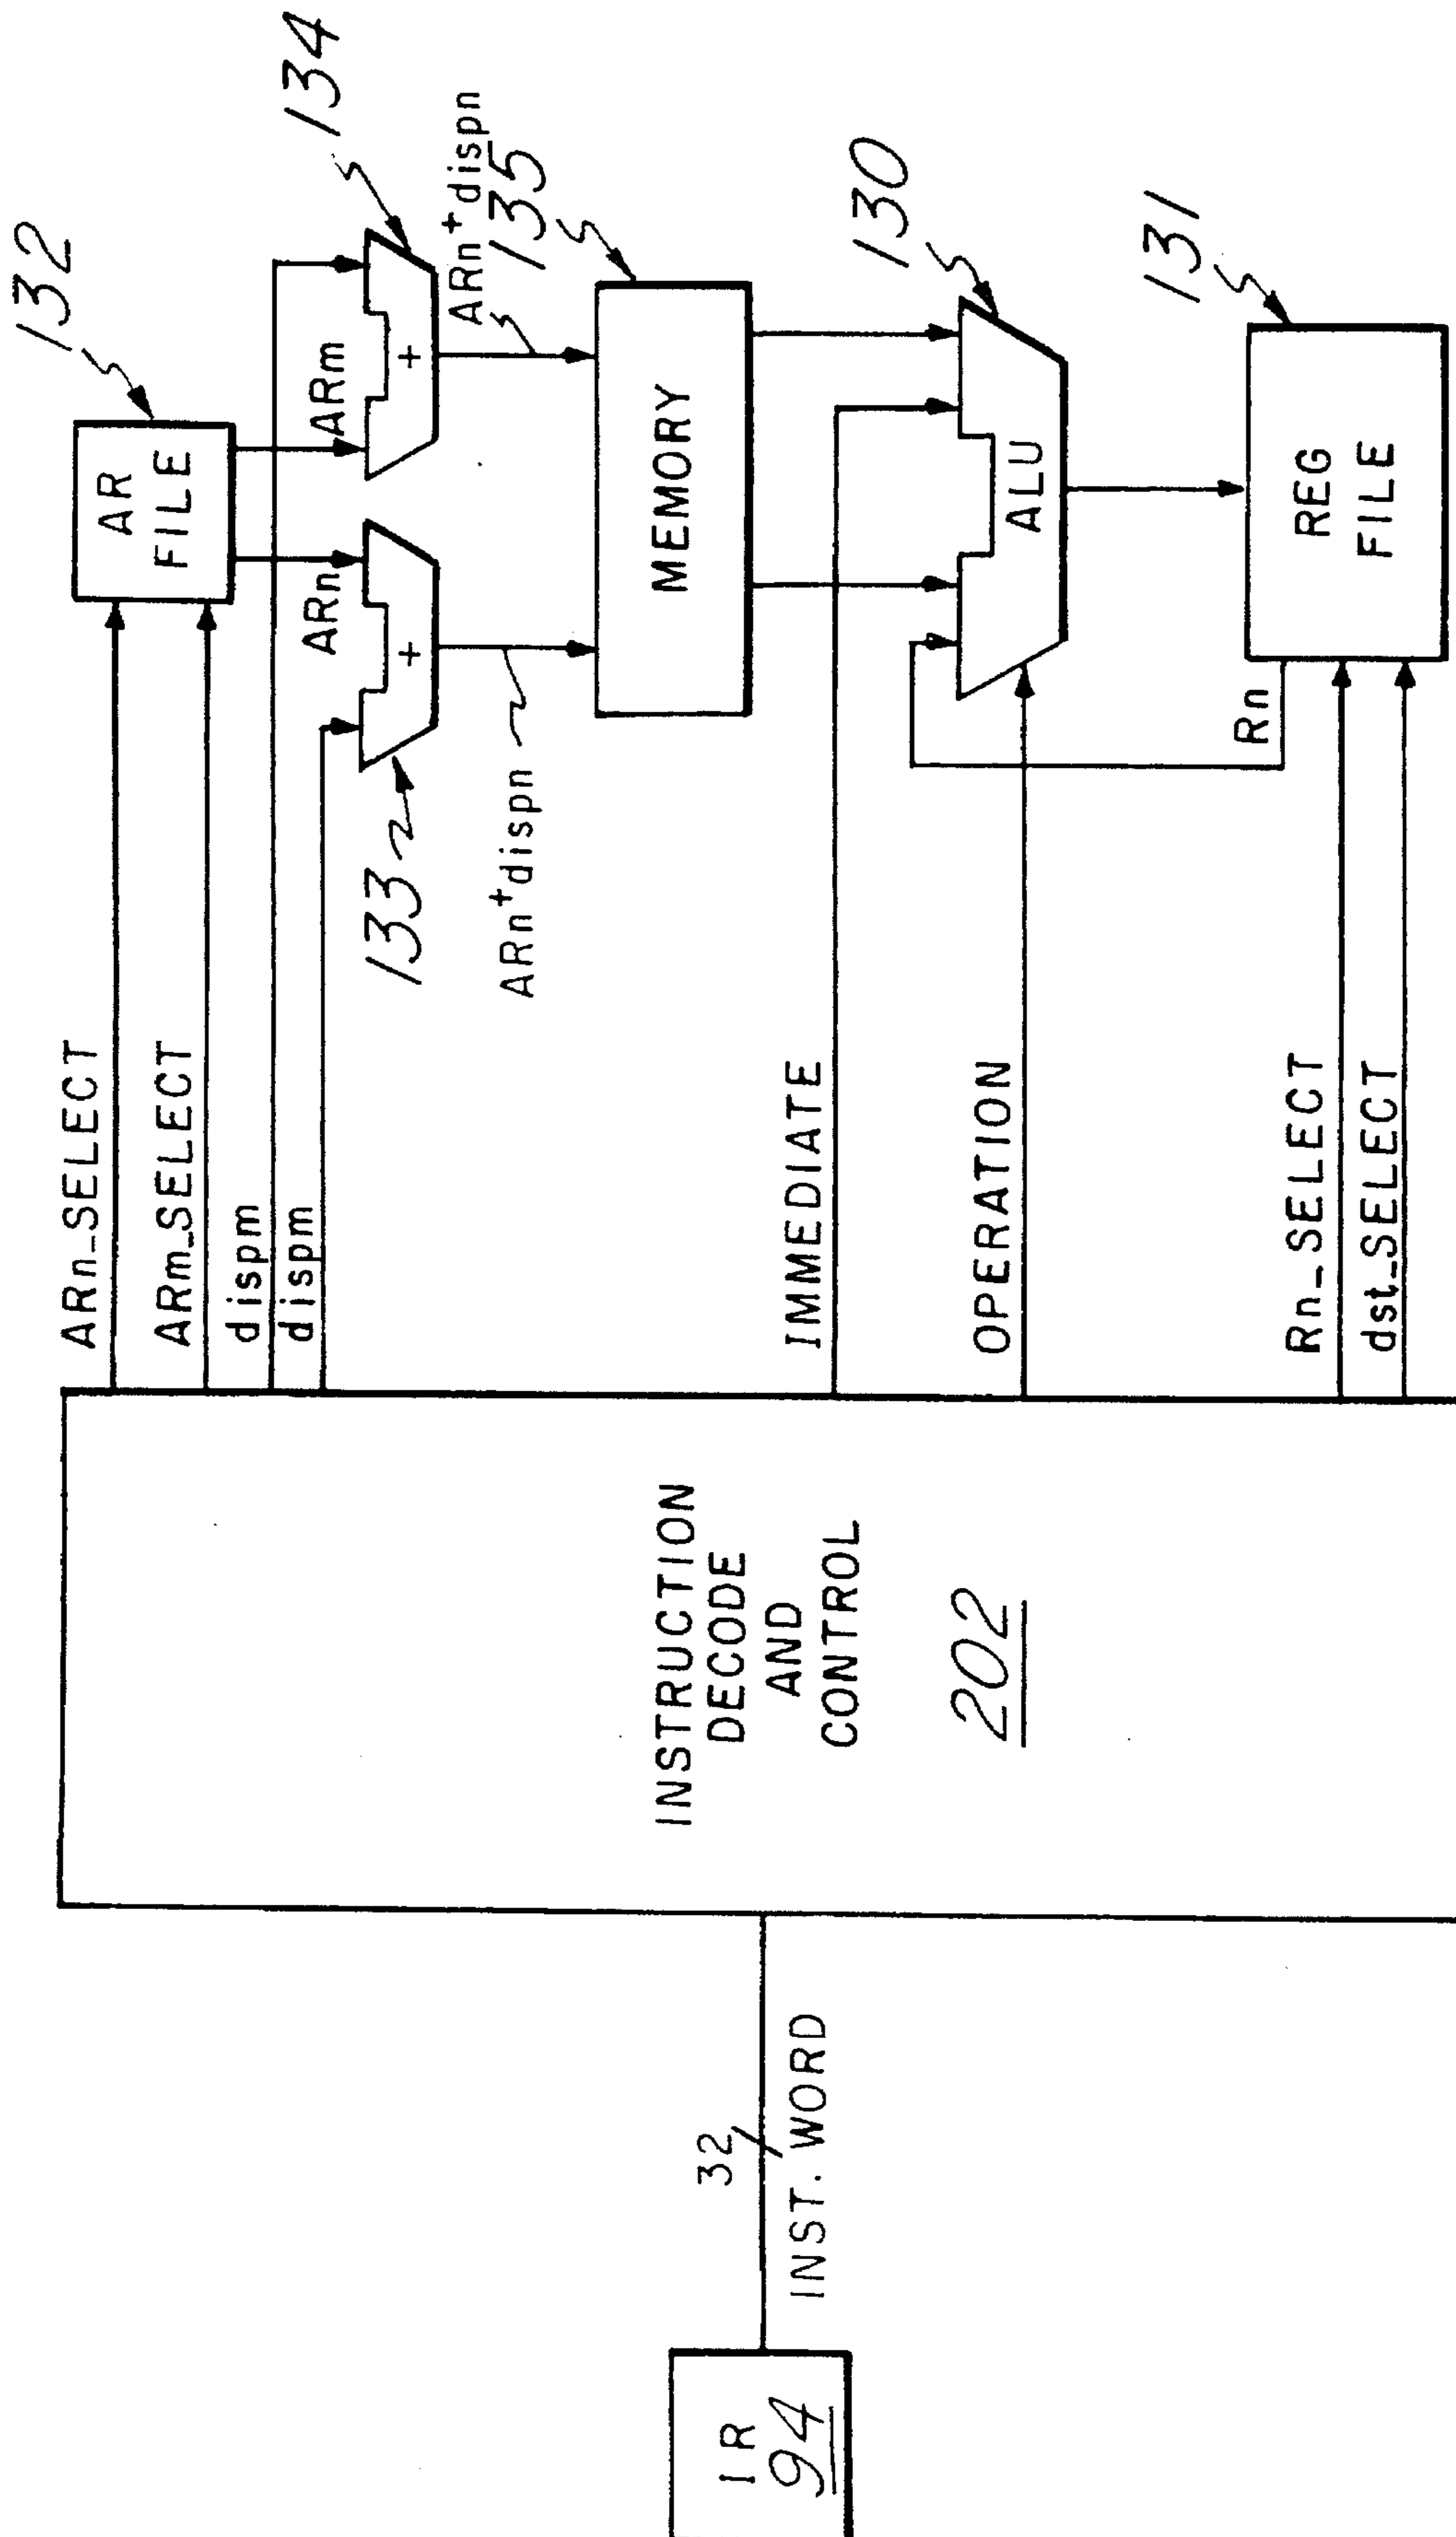 IR
94
32
INST. WORD
INSTRUCTION
DECODE
AND
CONTROL
202
ARn_SELECT
ARm_SELECT
dispm
dispm
IMMEDIATE
OPERATION
Rn_SELECT
dst_SELECT
AR
FILE
132
ARn
ARm
+
+
133
134
ARn+dispn
ARn+dispn
135
MEMORY
130
ALU
131
Rn
REG
FILE